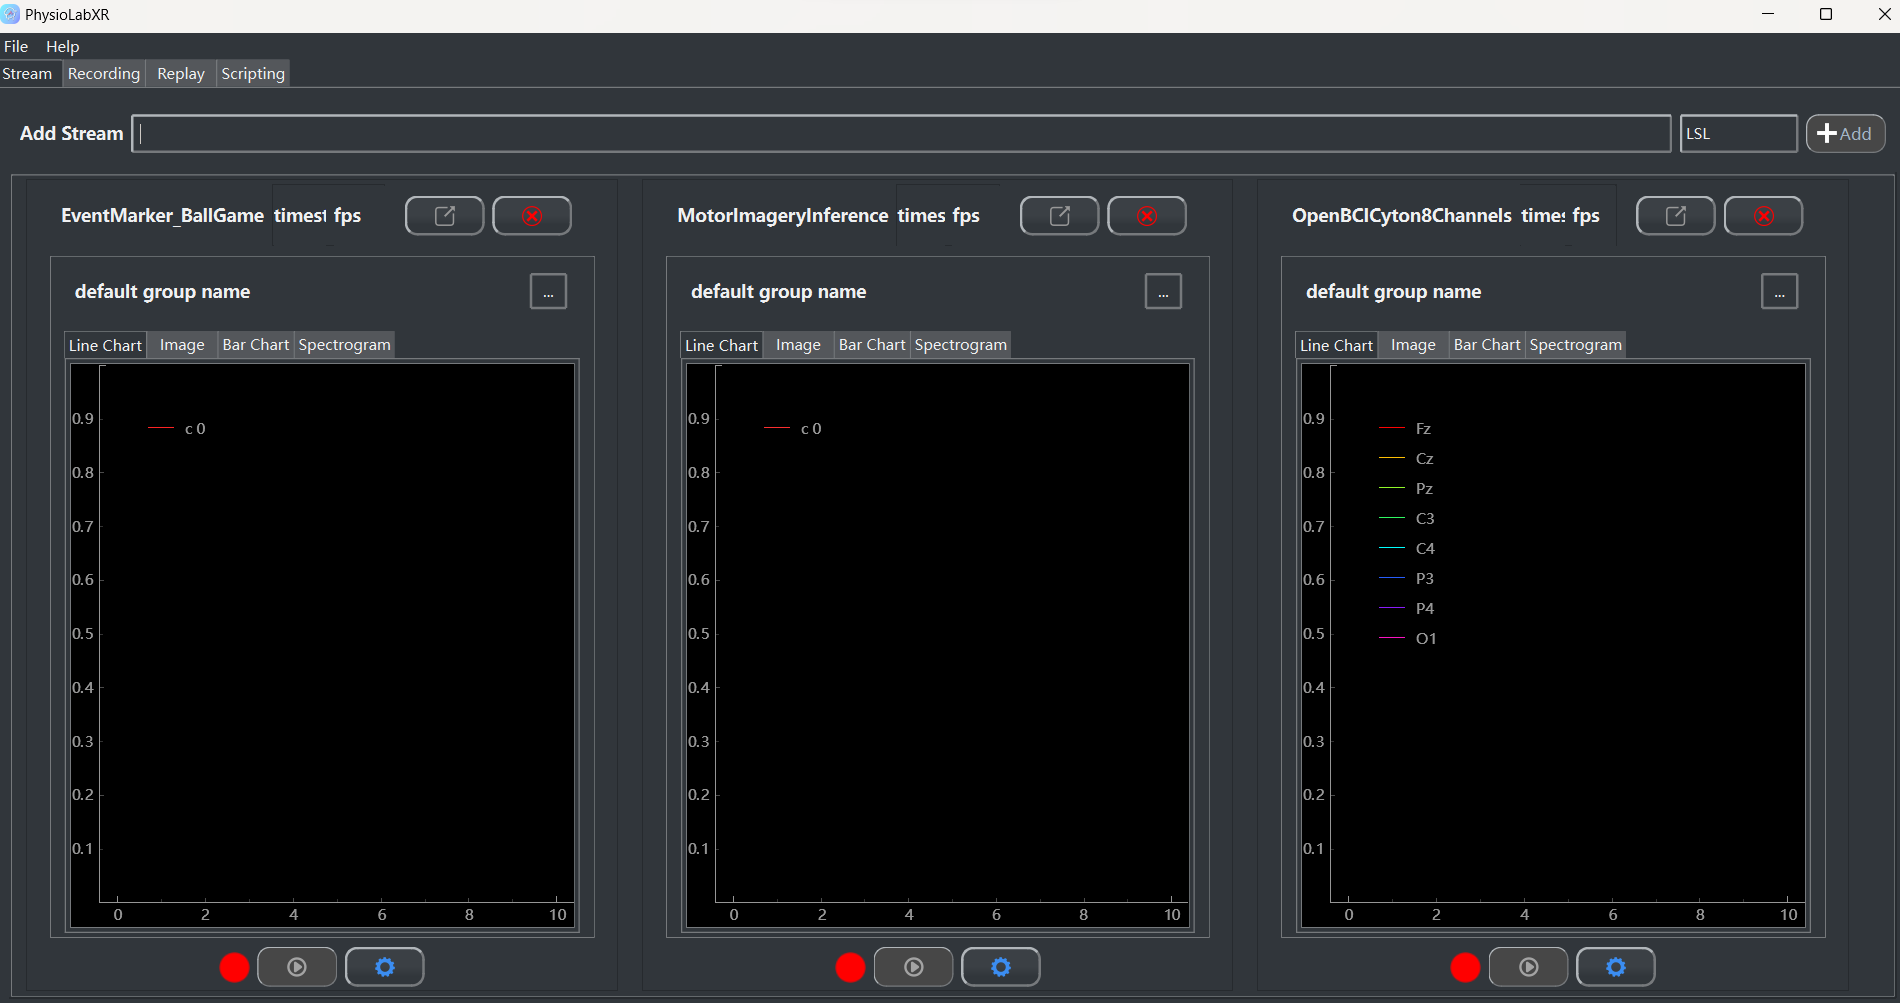 PhysioLabXR
File Help
Stream Recording Replay Scripting
Add Stream LSL Add
EventMarker_BallGame timest fps
default group name ...
Line Chart Image Bar Chart Spectrogram
c 0
0.9
0.8
0.7
0.6
0.5
0.4
0.3
0.2
0.1
0 2 4 6 8 10
MotorImageryInference times fps
default group name ...
Line Chart Image Bar Chart Spectrogram
c 0
0.9
0.8
0.7
0.6
0.5
0.4
0.3
0.2
0.1
0 2 4 6 8 10
OpenBCICyton8Channels times fps
default group name ...
Line Chart Image Bar Chart Spectrogram
Fz
Cz
Pz
C3
C4
P3
P4
O1
0.9
0.8
0.7
0.6
0.5
0.4
0.3
0.2
0.1
0 2 4 6 8 10